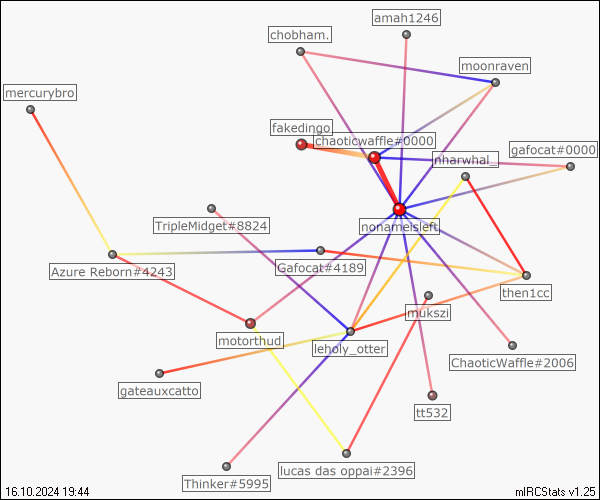 amah1246
chobham.
moonraven
mercurybro
fakedingo
chaoticwaffle#0000
gafocat#0000
nharwhal_
TripleMidget#8824
nonameisleft
Azure Reborn#4243
Gafocat#4189
then1cc
mukszi
motorthud
leholy_otter
ChaoticWaffle#2006
gateauxcatto
tt532
lucas das oppai#2396
Thinker#5995
16.10.2024 19:44
mIRCStats v1.25